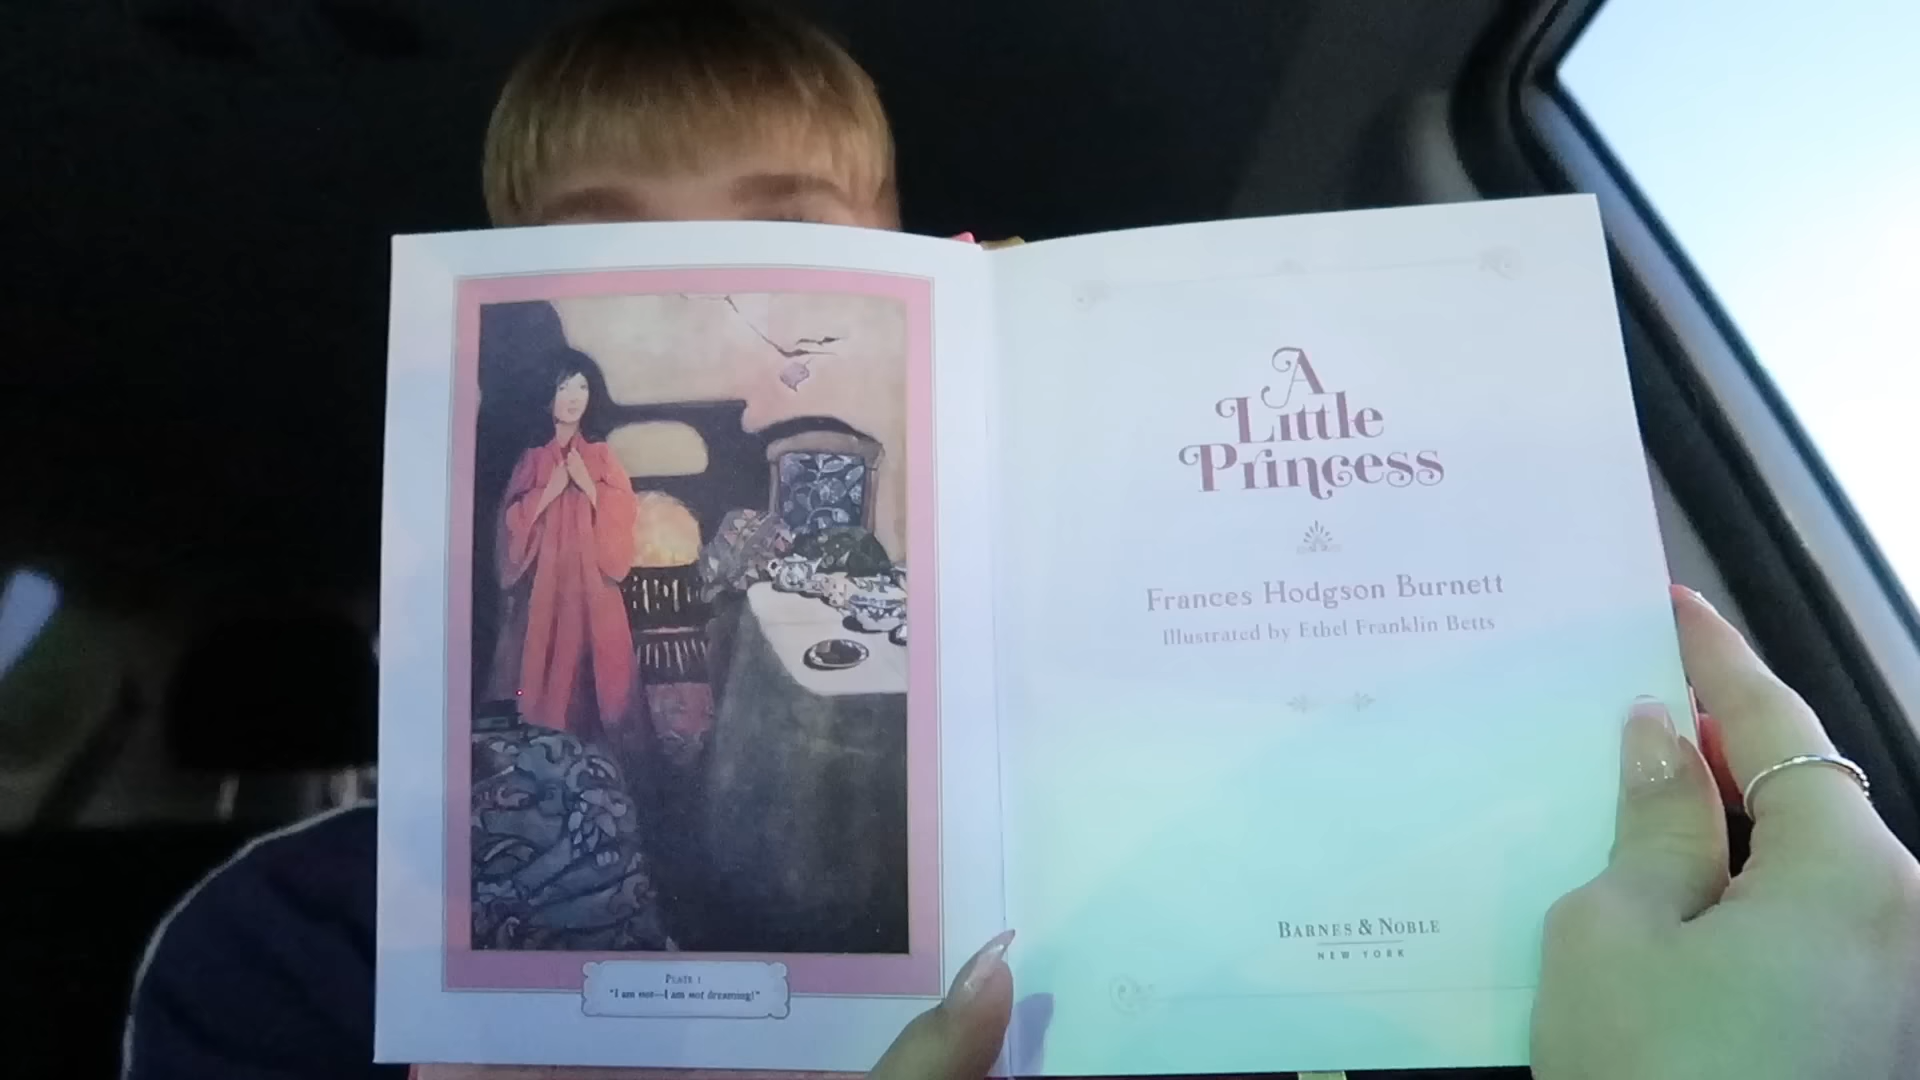 Plate 1
"I am not—I am not dreaming!"
A
Little
Princess
Frances Hodgson Burnett
Illustrated by Ethel Franklin Betts
Barnes & Noble
NEW YORK